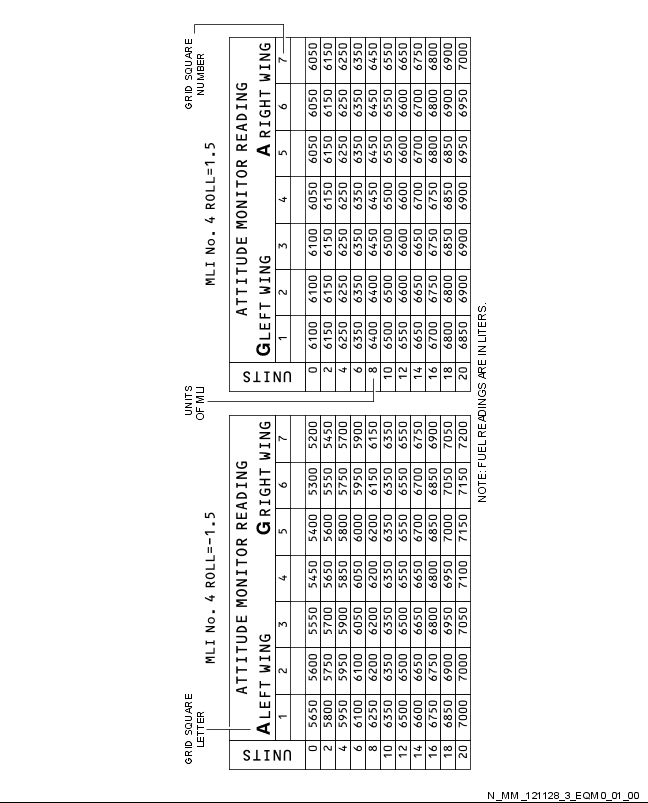 GRID SQUARE
LETTER
MLI No. 4 ROLL=-1.5
ATTITUDE MONITOR READING
UNITS
A LEFT WING G RIGHT WING
1 2 3 4 5 6 7
0 5650 5600 5550 5450 5400 5300 5200
2 5800 5750 5700 5650 5600 5550 5450
4 5950 5950 5900 5850 5800 5750 5700
6 6100 6100 6050 6050 6000 5950 5900
8 6250 6200 6200 6200 6200 6150 6150
10 6350 6350 6350 6350 6350 6350 6350
12 6500 6500 6500 6550 6550 6550 6550
14 6600 6650 6650 6650 6700 6700 6750
16 6750 6750 6800 6800 6850 6850 6900
18 6850 6900 6950 6950 7000 7050 7050
20 7000 7000 7050 7100 7150 7150 7200
UNITS
OF MLI
GRID SQUARE
NUMBER
MLI No. 4 ROLL=1.5
ATTITUDE MONITOR READING
UNITS
G LEFT WING A RIGHT WING
1 2 3 4 5 6 7
0 6100 6100 6100 6050 6050 6050 6050
2 6150 6150 6150 6150 6150 6150 6150
4 6250 6250 6250 6250 6250 6250 6250
6 6350 6350 6350 6350 6350 6350 6350
8 6400 6400 6450 6450 6450 6450 6450
10 6500 6500 6500 6500 6550 6550 6550
12 6550 6600 6600 6600 6600 6600 6650
14 6650 6650 6700 6700 6700 6700 6750
16 6700 6750 6750 6750 6800 6800 6800
18 6800 6800 6850 6850 6850 6900 6900
20 6850 6900 6900 6900 6950 6950 7000
NOTE: FUEL READINGS ARE IN LITERS.
N_MM_121128_3_EQM0_01_00